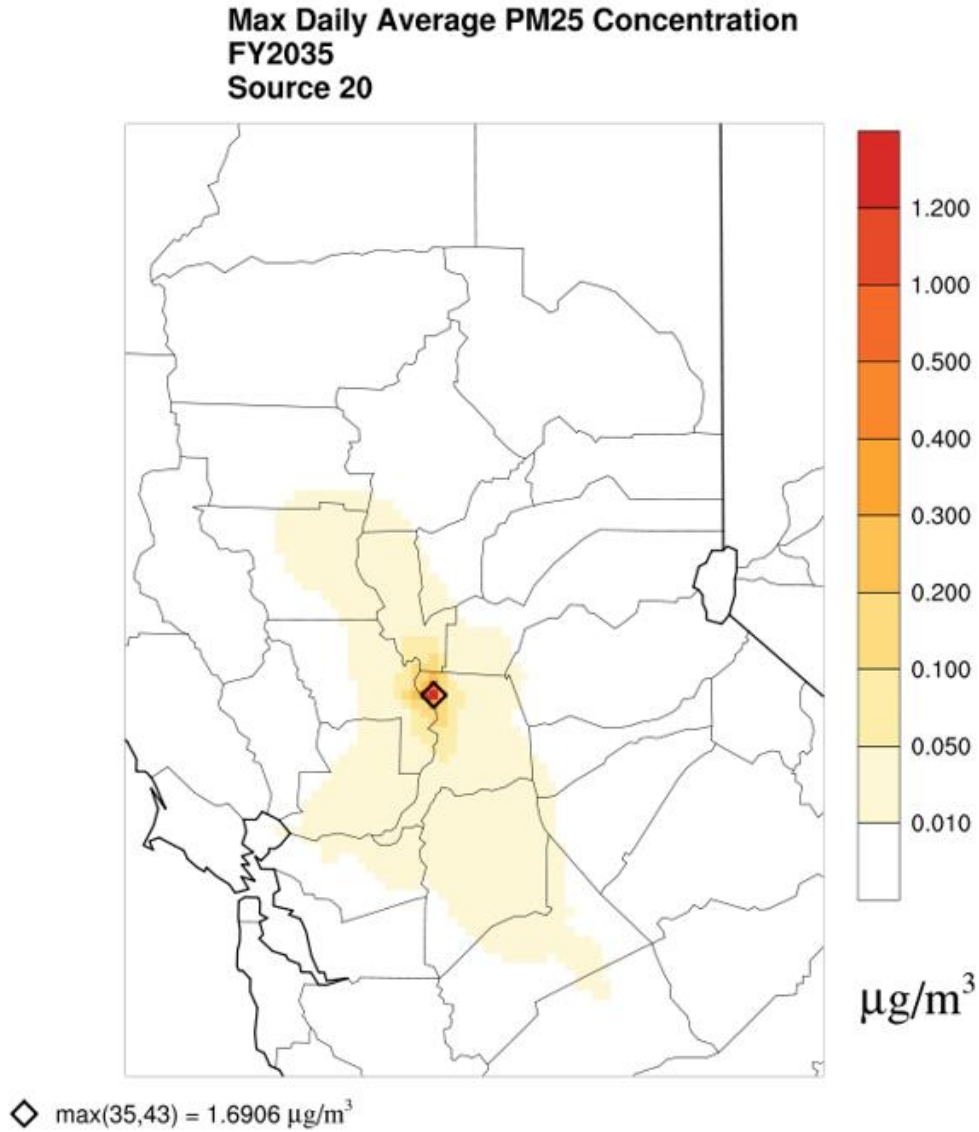 Max Daily Average PM25 Concentration
FY2035
Source 20
1.200
1.000
0.500
0.400
0.300
0.200
0.100
0.050
0.010
μg/m³
max(35,43) = 1.6906 μg/m³